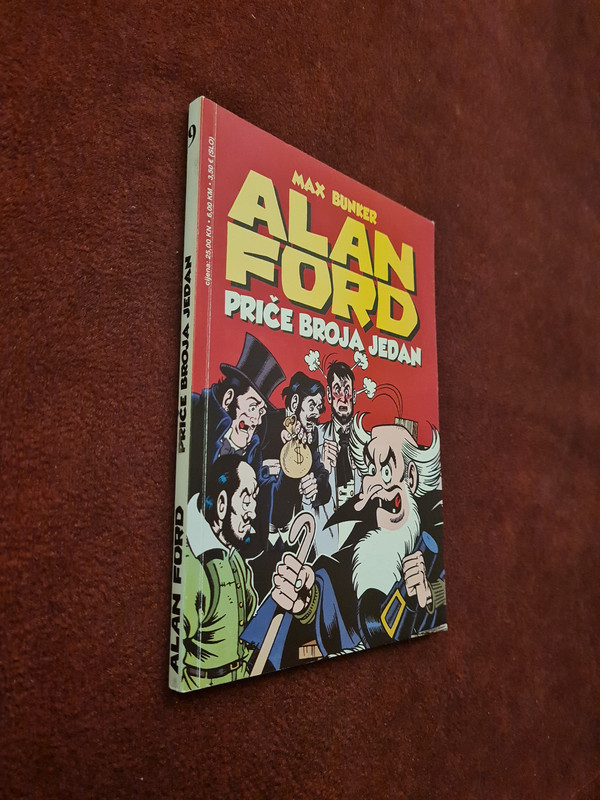 MAX BUNKER
ALAN
FORD
PRIČE BROJA JEDAN
cijena: 25,00 KN • 6,00 KM • 3,50 € (SLO)
$
ALAN FORD PRIČE BROJA JEDAN 9